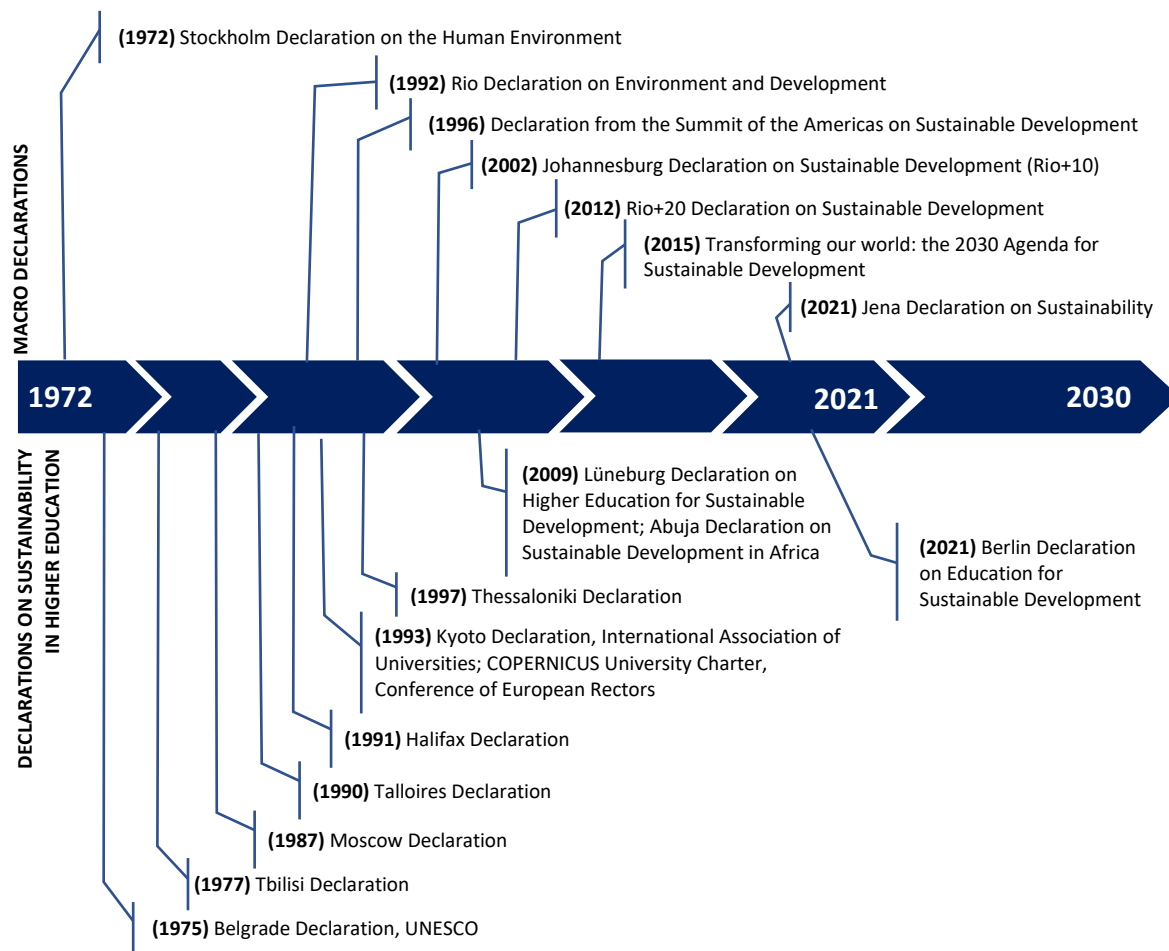 (1972) Stockholm Declaration on the Human Environment
(1992) Rio Declaration on Environment and Development
(1996) Declaration from the Summit of the Americas on Sustainable Development
(2002) Johannesburg Declaration on Sustainable Development (Rio+10)
(2012) Rio+20 Declaration on Sustainable Development
(2015) Transforming our world: the 2030 Agenda for
Sustainable Development
(2021) Jena Declaration on Sustainability
MACRO DECLARATIONS
1972
2021
2030
DECLARATIONS ON SUSTAINABILITY
IN HIGHER EDUCATION
(2009) Lüneburg Declaration on
Higher Education for Sustainable
Development; Abuja Declaration on
Sustainable Development in Africa
(2021) Berlin Declaration
on Education for
Sustainable Development
(1997) Thessaloniki Declaration
(1993) Kyoto Declaration, International Association of
Universities; COPERNICUS University Charter,
Conference of European Rectors
(1991) Halifax Declaration
(1990) Talloires Declaration
(1987) Moscow Declaration
(1977) Tbilisi Declaration
(1975) Belgrade Declaration, UNESCO